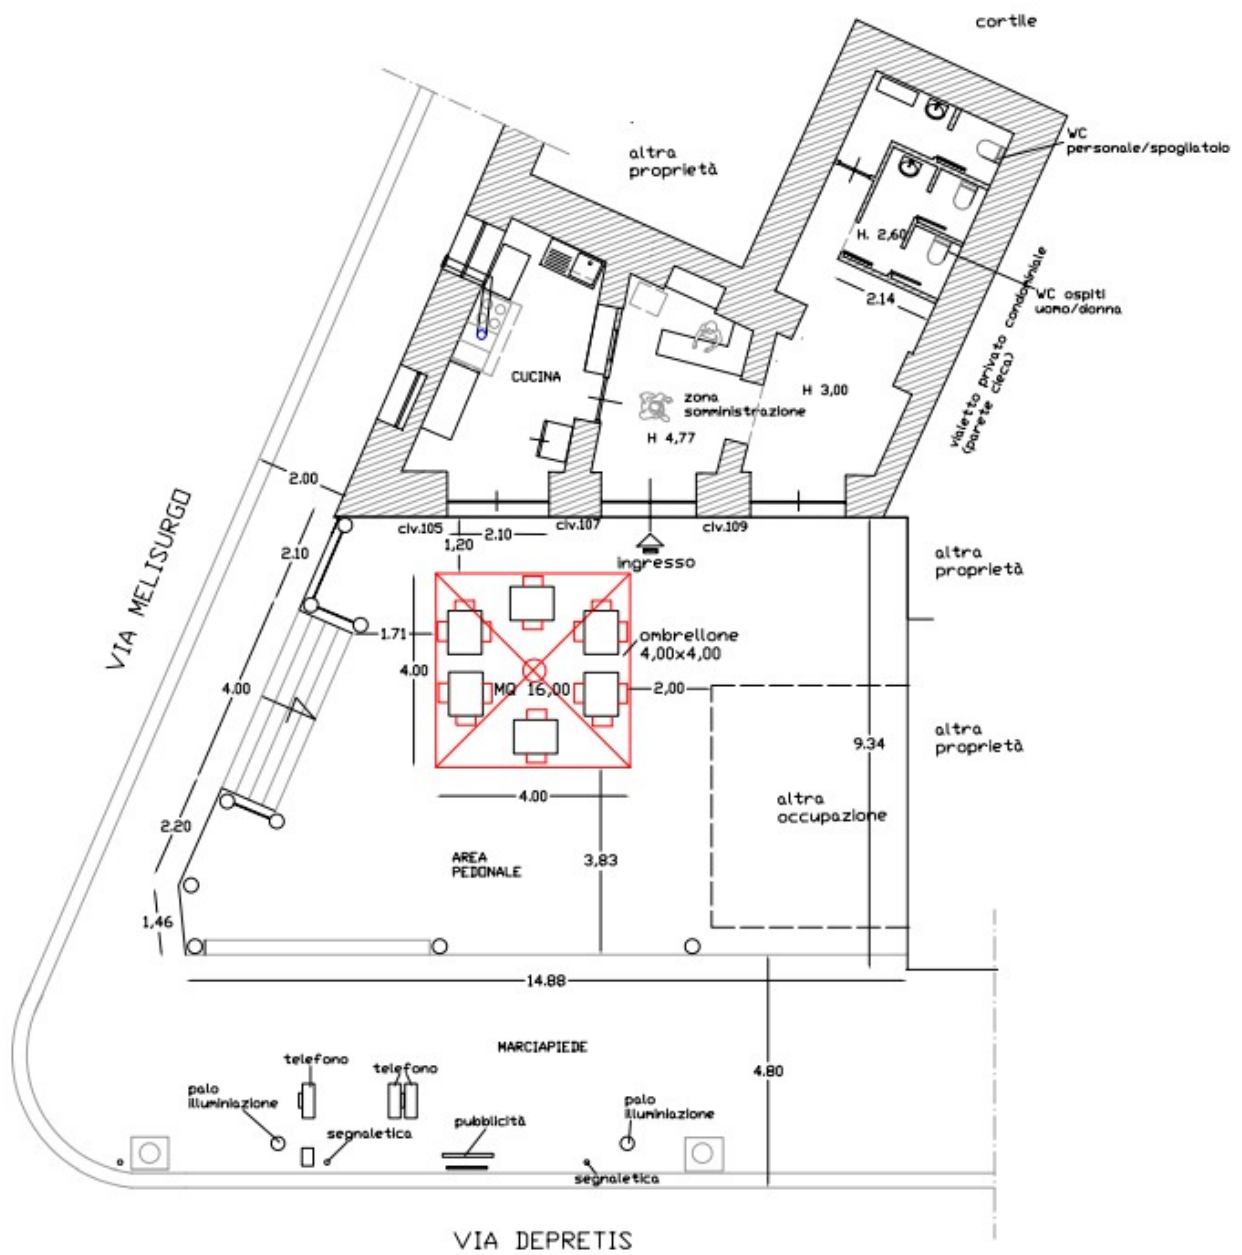 cortile
WC
personale/spogliatoio
altra
proprietà
H. 2,60
2.14
WC ospiti
uomo/donna
vialetto privato condominiale
(parete cieca)
CUCINA
H 3,00
zona
somministrazione
H 4,77
2.00
VIA MELISURGO
civ.105
civ.107
civ.109
2.10
1,20
2.10
ingresso
altra
proprietà
1.71
4.00
ombrellone
4,00x4,00
MQ 16,00
2,00
4.00
9.34
altra
proprietà
4.00
altra
occupazione
2.20
AREA
PEDONALE
3,83
1,46
14.88
MARCIAPIEDE
4.80
telefono
telefono
palo
illuminiazione
palo
illuminiazione
pubblicità
segnaletica
segnaletica
VIA DEPRETIS